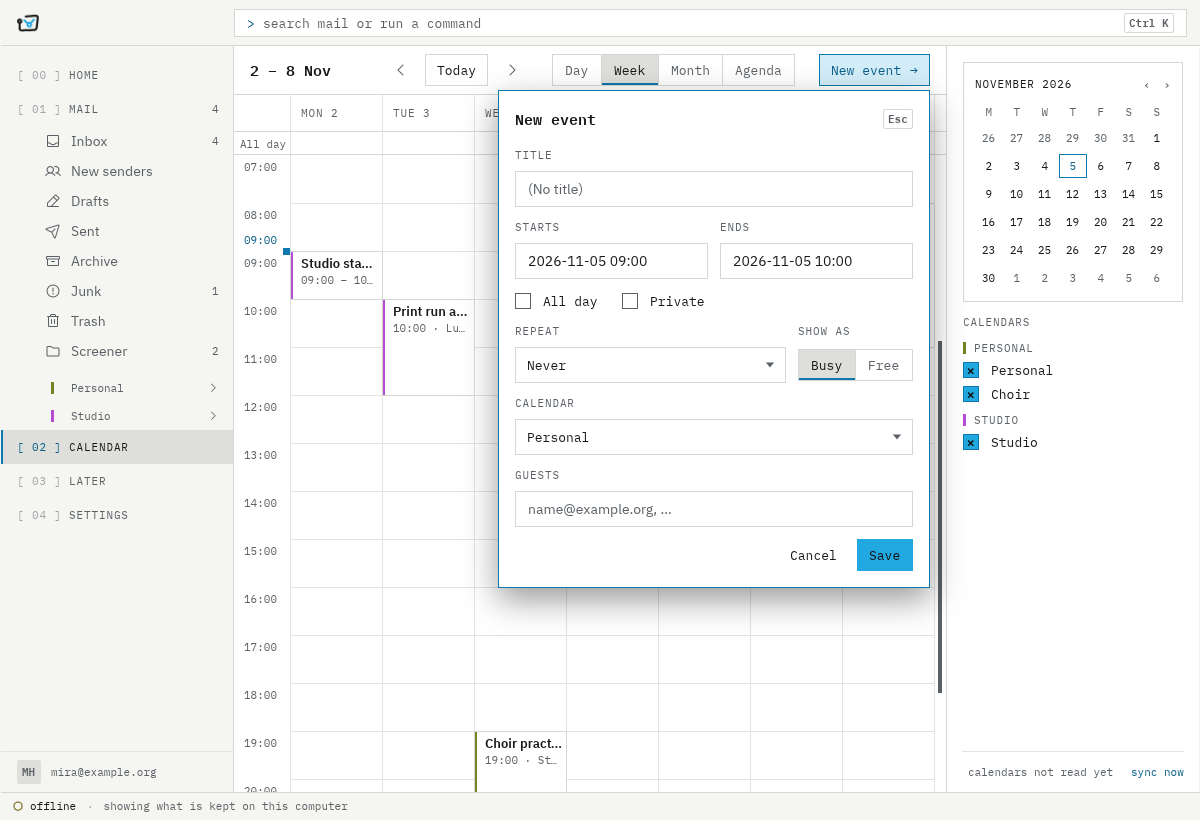 > search mail or run a command Ctrl K
[ 00 ] HOME
[ 01 ] MAIL 4
Inbox 4
New senders
Drafts
Sent
Archive
Junk 1
Trash
Screener 2
Personal
Studio
[ 02 ] CALENDAR
[ 03 ] LATER
[ 04 ] SETTINGS
MH mira@example.org
2 – 8 Nov Today Day Week Month Agenda New event →
MON 2 TUE 3
All day
07:00
08:00
09:00
09:00
10:00
11:00
12:00
13:00
14:00
15:00
16:00
17:00
18:00
19:00
20:00
Studio sta…
09:00 – 10…
Print run a…
10:00 · Lu…
Choir pract…
19:00 · St…
New event Esc
TITLE
(No title)
STARTS ENDS
2026-11-05 09:00 2026-11-05 10:00
All day Private
REPEAT SHOW AS
Never Busy Free
CALENDAR
Personal
GUESTS
name@example.org, …
Cancel Save
NOVEMBER 2026 ‹ ›
M T W T F S S
26 27 28 29 30 31 1
2 3 4 5 6 7 8
9 10 11 12 13 14 15
16 17 18 19 20 21 22
23 24 25 26 27 28 29
30 1 2 3 4 5 6
CALENDARS
PERSONAL
Personal
Choir
STUDIO
Studio
calendars not read yet sync now
offline · showing what is kept on this computer